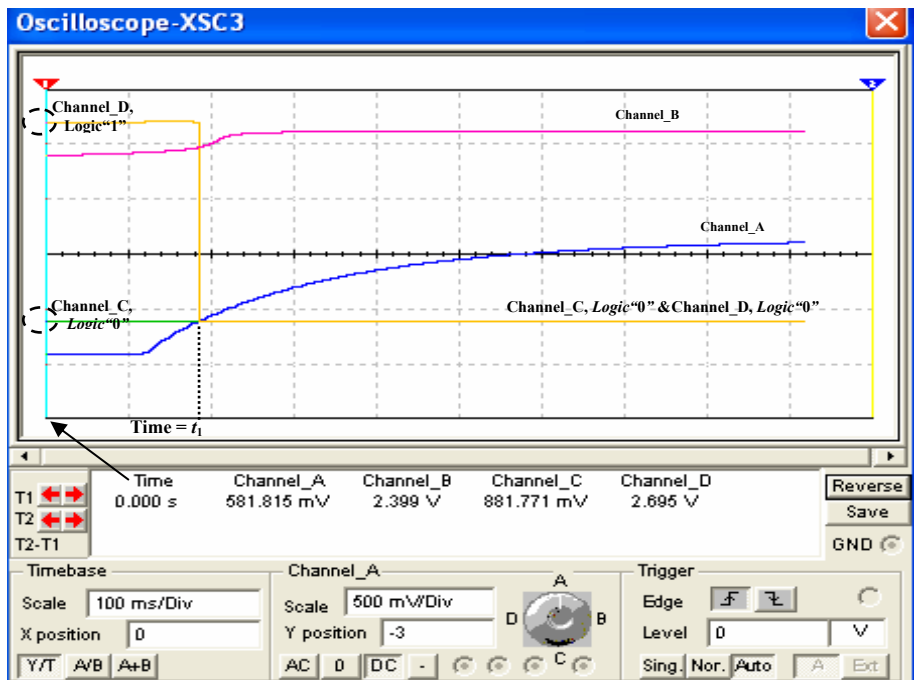 Oscilloscope-XSC3
1
2
Channel_D,
Logic“1”
Channel_B
Channel_A
Channel_C,
Logic“0”
Channel_C, Logic“0” &Channel_D, Logic“0”
Time = t1
Time Channel_A Channel_B Channel_C Channel_D
T1 0.000 s 581.815 mV 2.399 V 881.771 mV 2.695 V
T2
T2-T1
Reverse
Save
GND
Timebase
Scale 100 ms/Div
X position 0
Y/T A/B A+B
Channel_A
Scale 500 mV/Div
Y position -3
AC 0 DC -
A
B
C
D
Trigger
Edge
Level 0 V
Sing. Nor. Auto A Ext